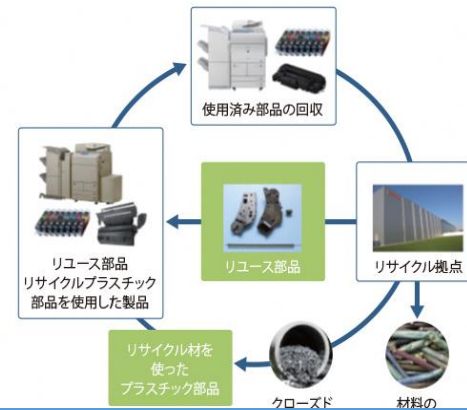 使用済み部品の回収
リユース部品
リサイクルプラスチック
部品を使用した製品
リユース部品
リサイクル拠点
リサイクル材を
使った
プラスチック部品
クローズド
材料の